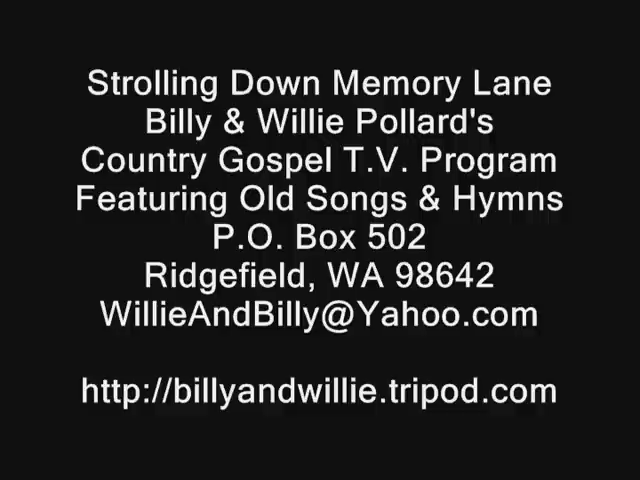 Strolling Down Memory Lane
Billy & Willie Pollard's
Country Gospel T.V. Program
Featuring Old Songs & Hymns
P.O. Box 502
Ridgefield, WA 98642
WillieAndBilly@Yahoo.com
http://billyandwillie.tripod.com